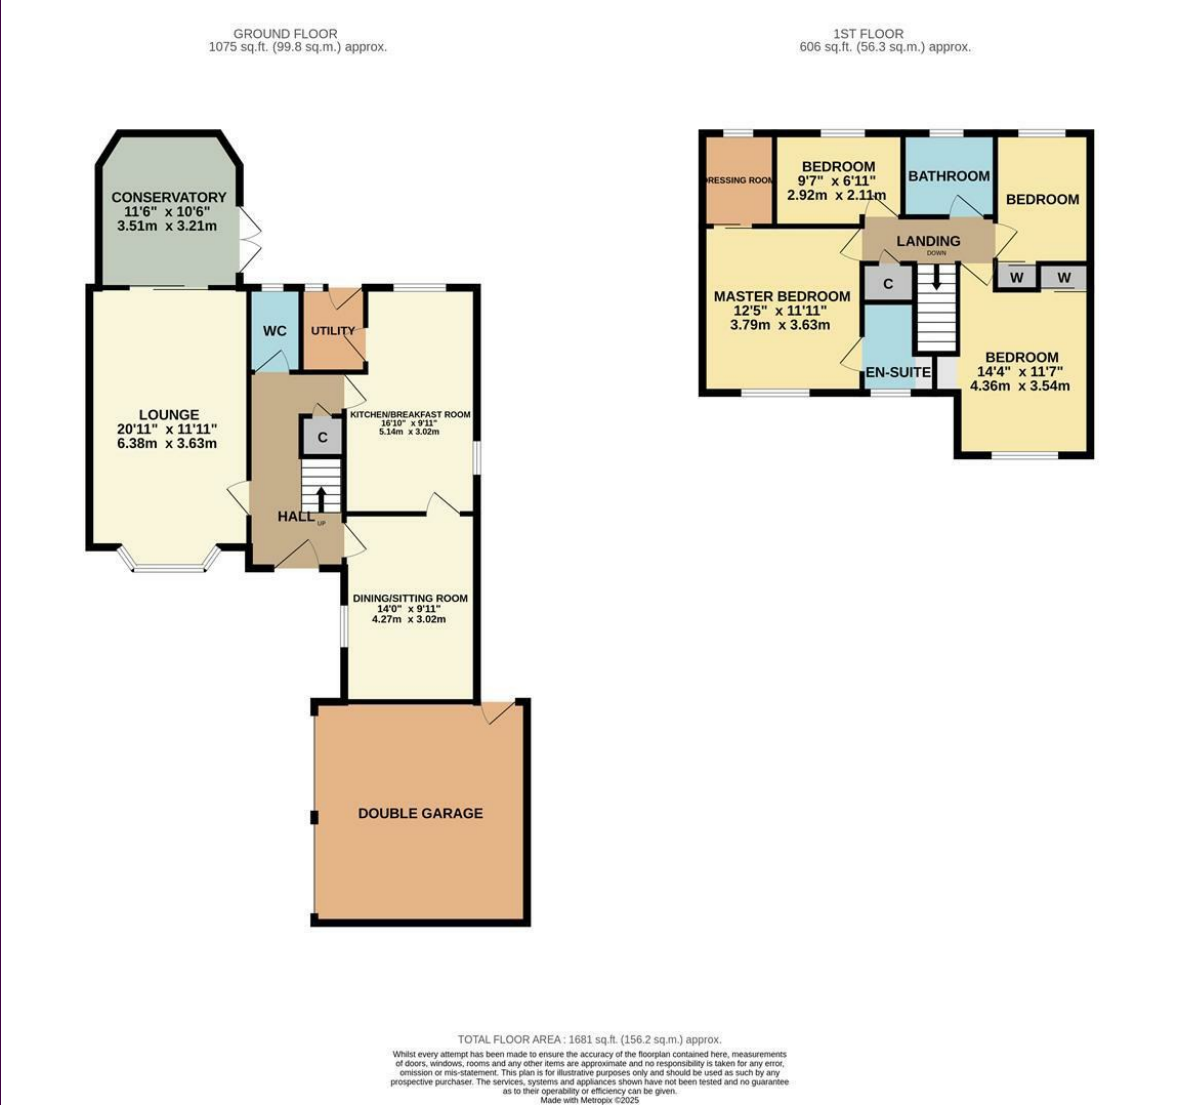 GROUND FLOOR
1075 sq.ft. (99.8 sq.m.) approx.
1ST FLOOR
606 sq.ft. (56.3 sq.m.) approx.
CONSERVATORY
11'6" x 10'6"
3.51m x 3.21m
WC
UTILITY
LOUNGE
20'11" x 11'11"
6.38m x 3.63m
KITCHEN/BREAKFAST ROOM
16'10" x 9'11"
5.14m x 3.02m
C
HALL
UP
DINING/SITTING ROOM
14'0" x 9'11"
4.27m x 3.02m
DOUBLE GARAGE
DRESSING ROOM
BEDROOM
9'7" x 6'11"
2.92m x 2.11m
BATHROOM
BEDROOM
LANDING
DOWN
C
W
W
MASTER BEDROOM
12'5" x 11'11"
3.79m x 3.63m
EN-SUITE
BEDROOM
14'4" x 11'7"
4.36m x 3.54m
TOTAL FLOOR AREA : 1681 sq.ft. (156.2 sq.m.) approx.
Whilst every attempt has been made to ensure the accuracy of the floorplan contained here, measurements
of doors, windows, rooms and any other items are approximate and no responsibility is taken for any error,
omission or mis-statement. This plan is for illustrative purposes only and should be used as such by any
prospective purchaser. The services, systems and appliances shown have not been tested and no guarantee
as to their operability or efficiency can be given.
Made with Metropix ©2025